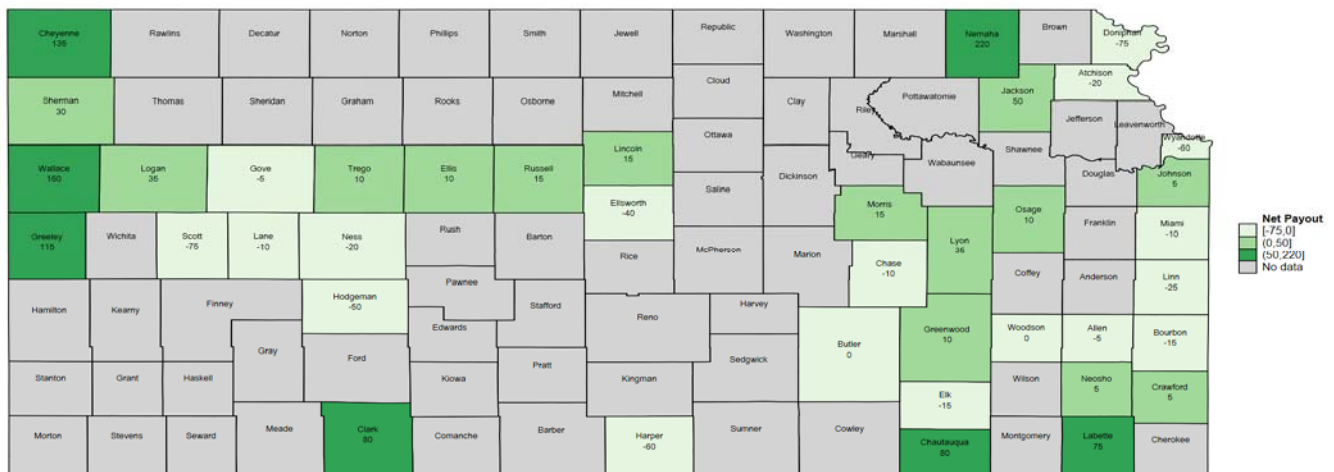 Cheyenne
135
Rawlins
Decatur
Norton
Phillips
Smith
Jewell
Republic
Washington
Marshall
Nemaha
220
Brown
Doniphan
-75
Atchison
-20
Sherman
30
Thomas
Sheridan
Graham
Rooks
Osborne
Mitchell
Cloud
Clay
Riley
Pottawatomie
Jackson
50
Jefferson
Leavenworth
Wyandotte
-60
Wallace
160
Logan
35
Gove
-5
Trego
10
Ellis
10
Russell
15
Lincoln
15
Ottawa
Saline
Dickinson
Geary
Wabaunsee
Shawnee
Douglas
Johnson
5
Ellsworth
-40
Morris
15
Osage
10
Greeley
115
Wichita
Scott
-75
Lane
-10
Ness
-20
Rush
Barton
Rice
McPherson
Marion
Chase
-10
Lyon
35
Franklin
Miami
-10
Coffey
Anderson
Linn
-25
Hamilton
Kearny
Finney
Hodgeman
-50
Pawnee
Stafford
Edwards
Reno
Harvey
Gray
Ford
Butler
0
Greenwood
10
Woodson
0
Allen
-5
Bourbon
-15
Stanton
Grant
Haskell
Kiowa
Pratt
Kingman
Sedgwick
Elk
-15
Wilson
Neosho
5
Crawford
5
Morton
Stevens
Seward
Meade
Clark
80
Comanche
Barber
Harper
-60
Sumner
Cowley
Chautauqua
80
Montgomery
Labette
75
Cherokee
Net Payout
[-75,0]
(0,50]
(50,220]
No data